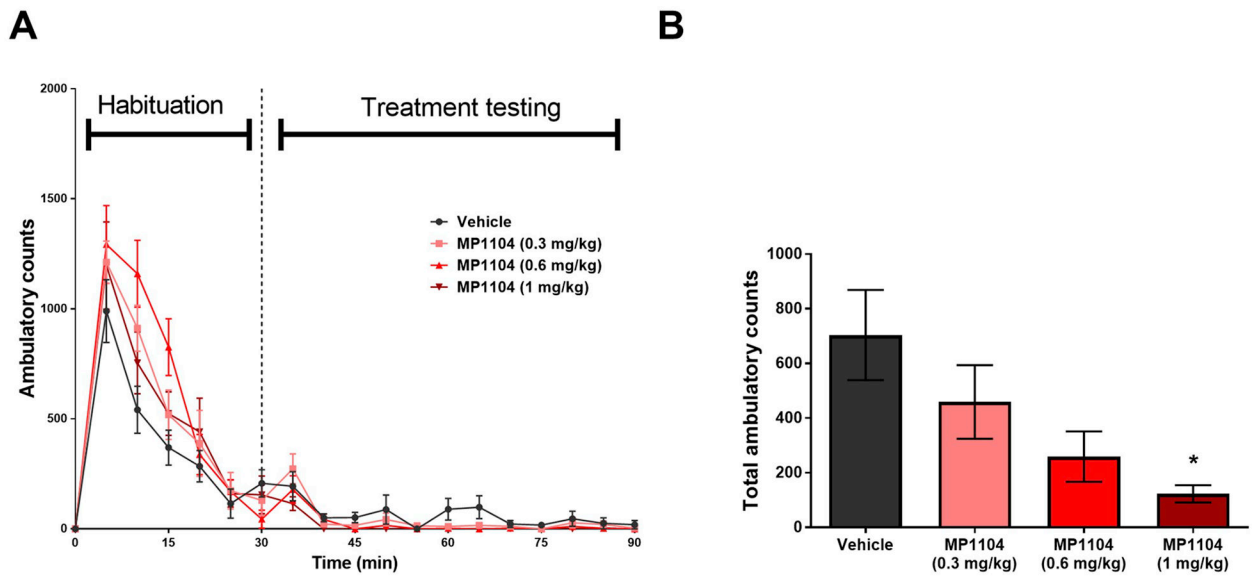 A
Habituation
Treatment testing
Vehicle
MP1104 (0.3 mg/kg)
MP1104 (0.6 mg/kg)
MP1104 (1 mg/kg)
Ambulatory counts
2000
1500
1000
500
0
0 15 30 45 60 75 90
Time (min)
B
Total ambulatory counts
1000
800
600
400
200
0
*
Vehicle MP1104 MP1104 MP1104
(0.3 mg/kg) (0.6 mg/kg) (1 mg/kg)